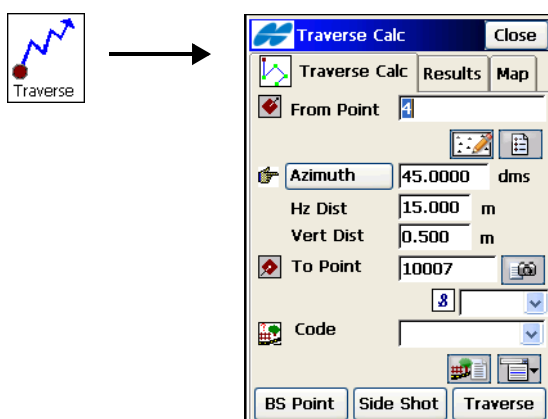 Traverse
Traverse Calc Close
Traverse Calc Results Map
From Point 4
Azimuth 45.0000 dms
Hz Dist 15.000 m
Vert Dist 0.500 m
To Point 10007
Code
BS Point Side Shot Traverse